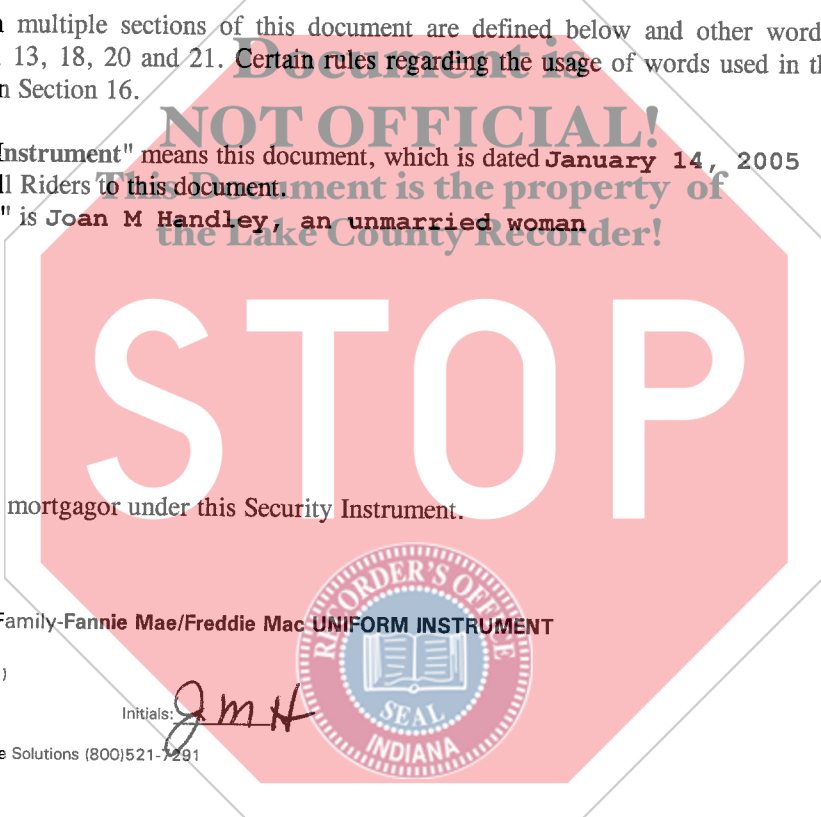 multiple sections of this document are defined below and other word
13, 18, 20 and 21. Certain rules regarding the usage of words used in
n Section 16.
Document is
NOT OFFICIAL!
Instrument" means this document, which is dated January 14, 2005
ll Riders to this document.
This Document is the property of
" is Joan M Handley, an unmarried woman
the Lake County Recorder!
STOP
mortgagor under this Security Instrument.
RECORDER'S OFFICE
Family-Fannie Mae/Freddie Mac UNIFORM INSTRUMENT
)
Initials: JMH
SEAL
INDIANA
e Solutions (800)521-7291